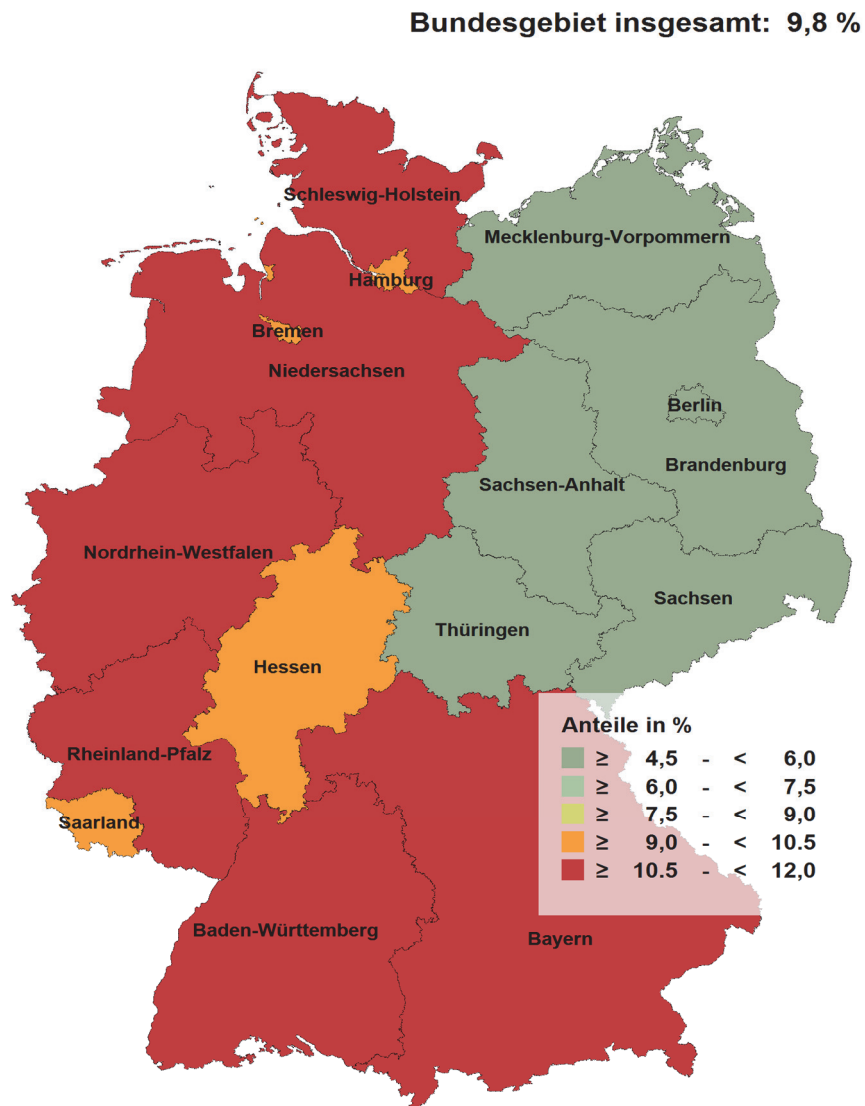 Bundesgebiet insgesamt: 9,8 %
Schleswig-Holstein
Mecklenburg-Vorpommern
Hamburg
Bremen
Niedersachsen
Berlin
Brandenburg
Sachsen-Anhalt
Nordrhein-Westfalen
Sachsen
Thüringen
Hessen
Rheinland-Pfalz
Saarland
Baden-Württemberg
Bayern
Anteile in %
≥ 4,5 - < 6,0
≥ 6,0 - < 7,5
≥ 7,5 - < 9,0
≥ 9,0 - < 10.5
≥ 10.5 - < 12,0